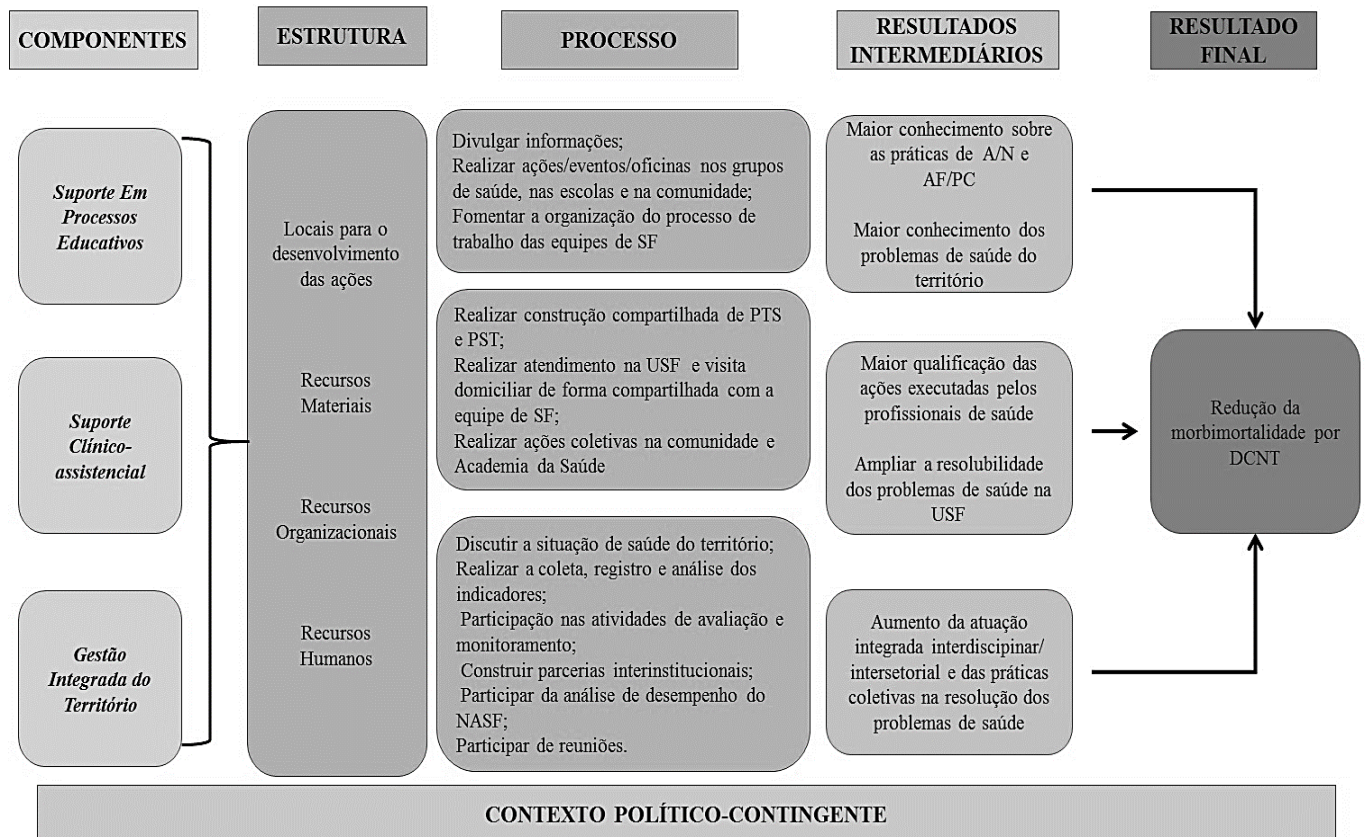 COMPONENTES
ESTRUTURA
PROCESSO
RESULTADOS
INTERMEDIÁRIOS
RESULTADO
FINAL
Suporte Em
Processos
Educativos
Suporte
Clínico-
assistencial
Gestão
Integrada do
Território
Locais para o
desenvolvimento
das ações
Recursos
Materiais
Recursos
Organizacionais
Recursos
Humanos
Divulgar informações;
Realizar ações/eventos/oficinas nos grupos
de saúde, nas escolas e na comunidade;
Fomentar a organização do processo de
trabalho das equipes de SF
Realizar construção compartilhada de PTS
e PST;
Realizar atendimento na USF e visita
domiciliar de forma compartilhada com a
equipe de SF;
Realizar ações coletivas na comunidade e
Academia da Saúde
Discutir a situação de saúde do território;
Realizar a coleta, registro e análise dos
indicadores;
Participação nas atividades de avaliação e
monitoramento;
Construir parcerias interinstitucionais;
Participar da análise de desempenho do
NASF;
Participar de reuniões.
Maior conhecimento sobre
as práticas de A/N e
AF/PC
Maior conhecimento dos
problemas de saúde do
território
Maior qualificação das
ações executadas pelos
profissionais de saúde
Ampliar a resolubilidade
dos problemas de saúde na
USF
Aumento da atuação
integrada interdiscipinar/
intersetorial e das práticas
coletivas na resolução dos
problemas de saúde
Redução da
morbimortalidade por
DCNT
CONTEXTO POLÍTICO-CONTINGENTE